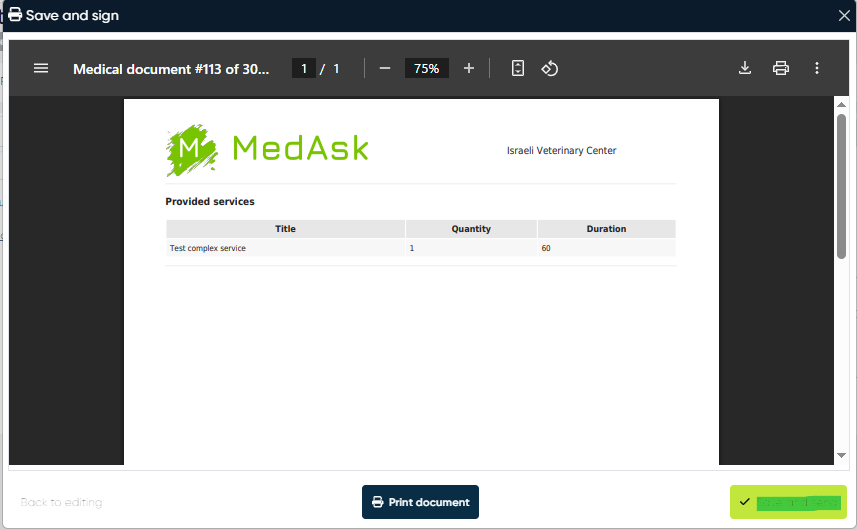 Save and sign
Medical document #113 of 30...
1 / 1
75%
M MedAsk
Israeli Veterinary Center
Provided services
Title Quantity Duration
Test complex service 1 60
Back to editing
Print document